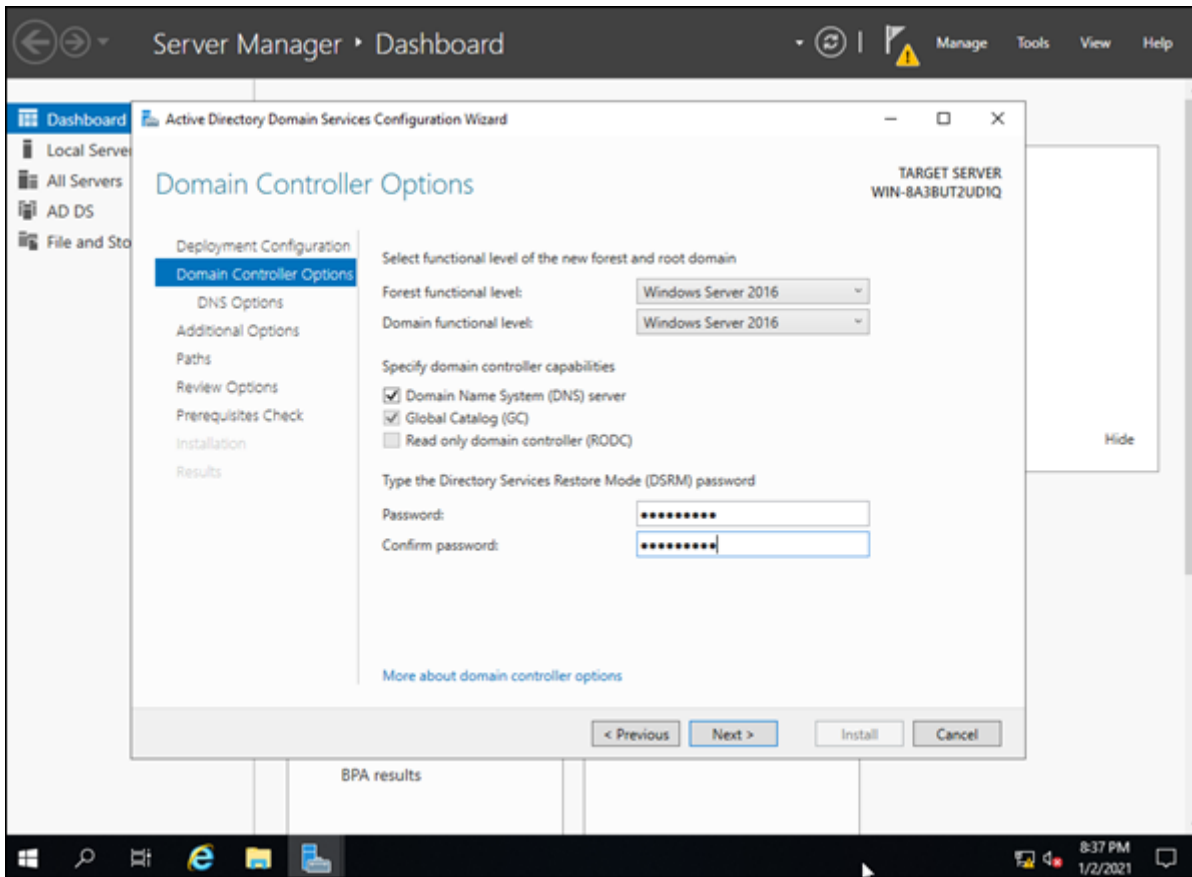 Server Manager ‣ Dashboard
Manage Tools View Help
Dashboard
Local Server
All Servers
AD DS
File and Sto
Active Directory Domain Services Configuration Wizard
Domain Controller Options
TARGET SERVER
WIN-8A3BUT2UD1Q
Deployment Configuration
Domain Controller Options
DNS Options
Additional Options
Paths
Review Options
Prerequisites Check
Installation
Results
Select functional level of the new forest and root domain
Forest functional level: Windows Server 2016
Domain functional level: Windows Server 2016
Specify domain controller capabilities
Domain Name System (DNS) server
Global Catalog (GC)
Read only domain controller (RODC)
Type the Directory Services Restore Mode (DSRM) password
Password: •••••••••
Confirm password: •••••••••
More about domain controller options
< Previous Next > Install Cancel
Hide
BPA results
8:37 PM
1/2/2021